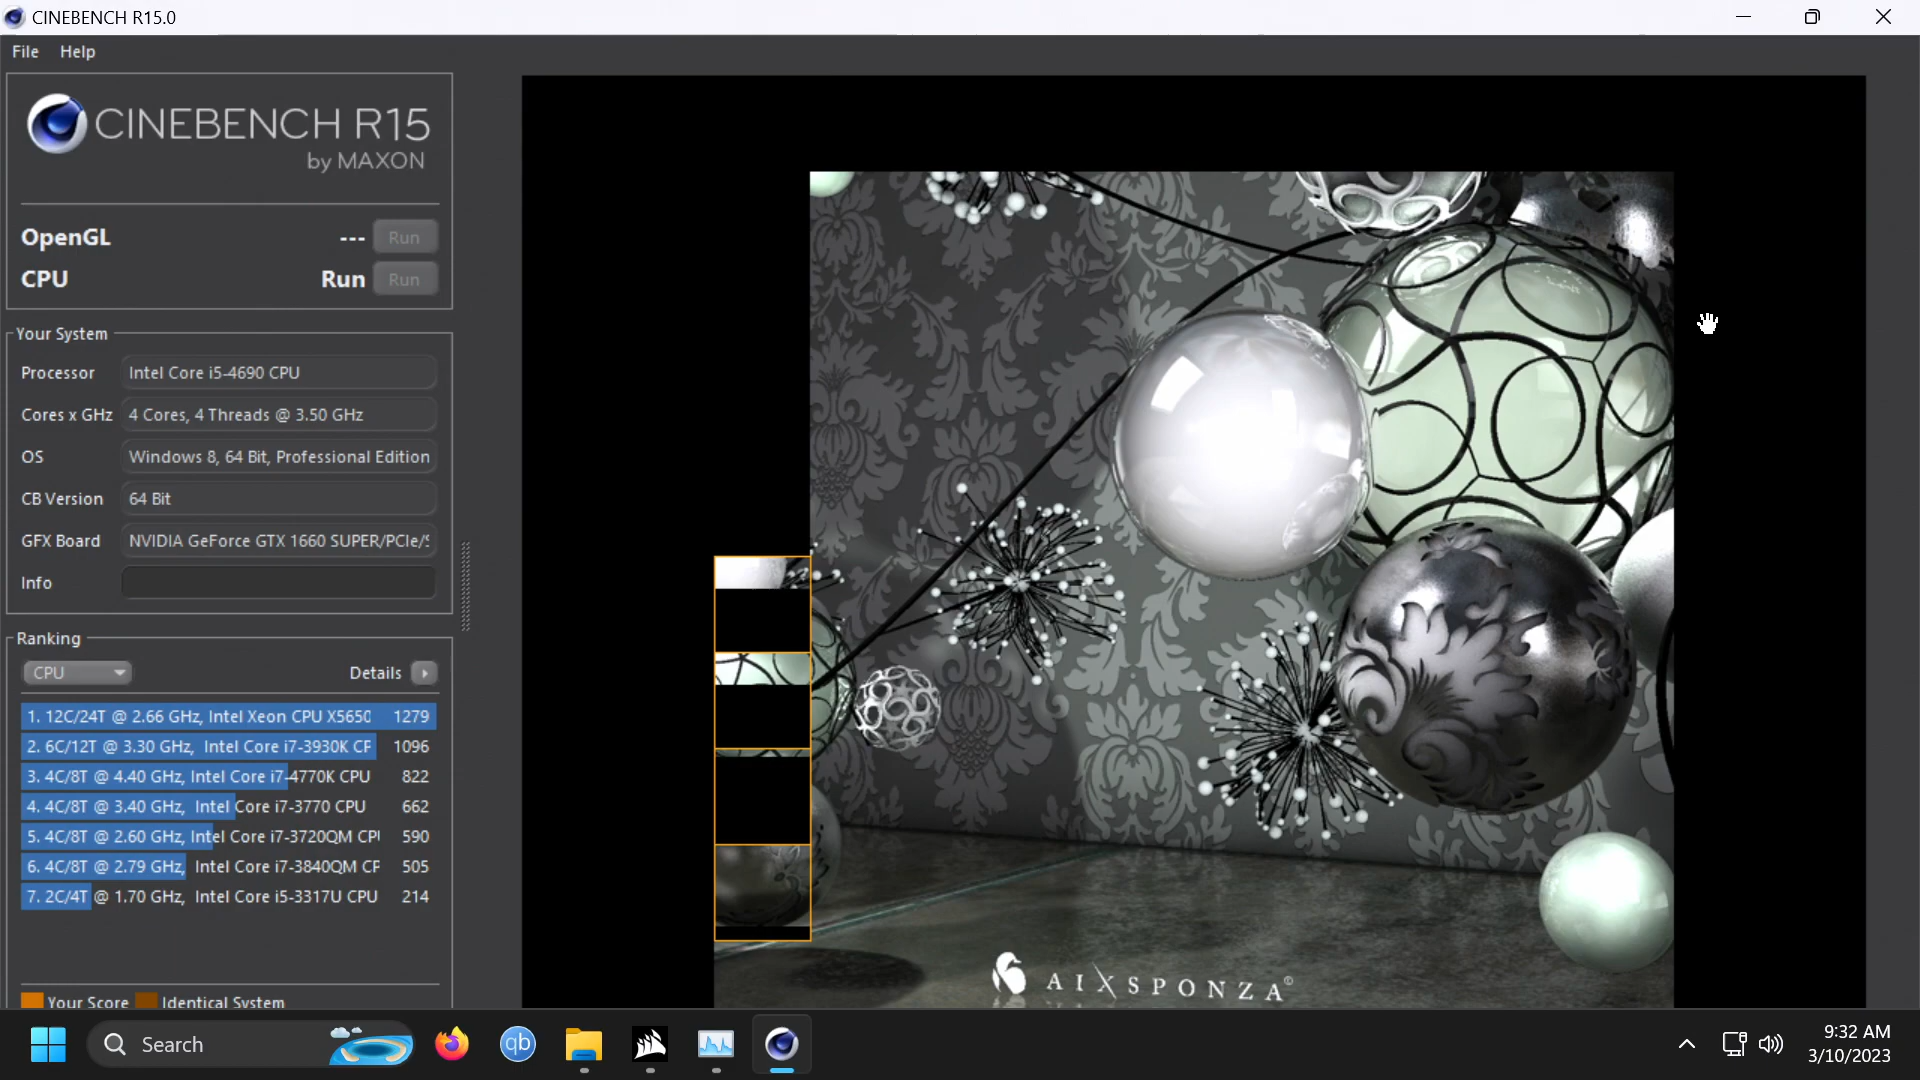 CINEBENCH R15.0
File Help
CINEBENCH R15
by MAXON
OpenGL --- Run
CPU Run Run
Your System
Processor Intel Core i5-4690 CPU
Cores x GHz 4 Cores, 4 Threads @ 3.50 GHz
OS Windows 8, 64 Bit, Professional Edition
CB Version 64 Bit
GFX Board NVIDIA GeForce GTX 1660 SUPER/PCIe/S
Info
Ranking
CPU Details
1. 12C/24T @ 2.66 GHz, Intel Xeon CPU X5650 1279
2. 6C/12T @ 3.30 GHz, Intel Core i7-3930K CP 1096
3. 4C/8T @ 4.40 GHz, Intel Core i7-4770K CPU 822
4. 4C/8T @ 3.40 GHz, Intel Core i7-3770 CPU 662
5. 4C/8T @ 2.60 GHz, Intel Core i7-3720QM CPU 590
6. 4C/8T @ 2.79 GHz, Intel Core i7-3840QM CP 505
7. 2C/4T @ 1.70 GHz, Intel Core i5-3317U CPU 214
Your Score Identical System
AIXSPONZA®
Search
qb
9:32 AM
3/10/2023